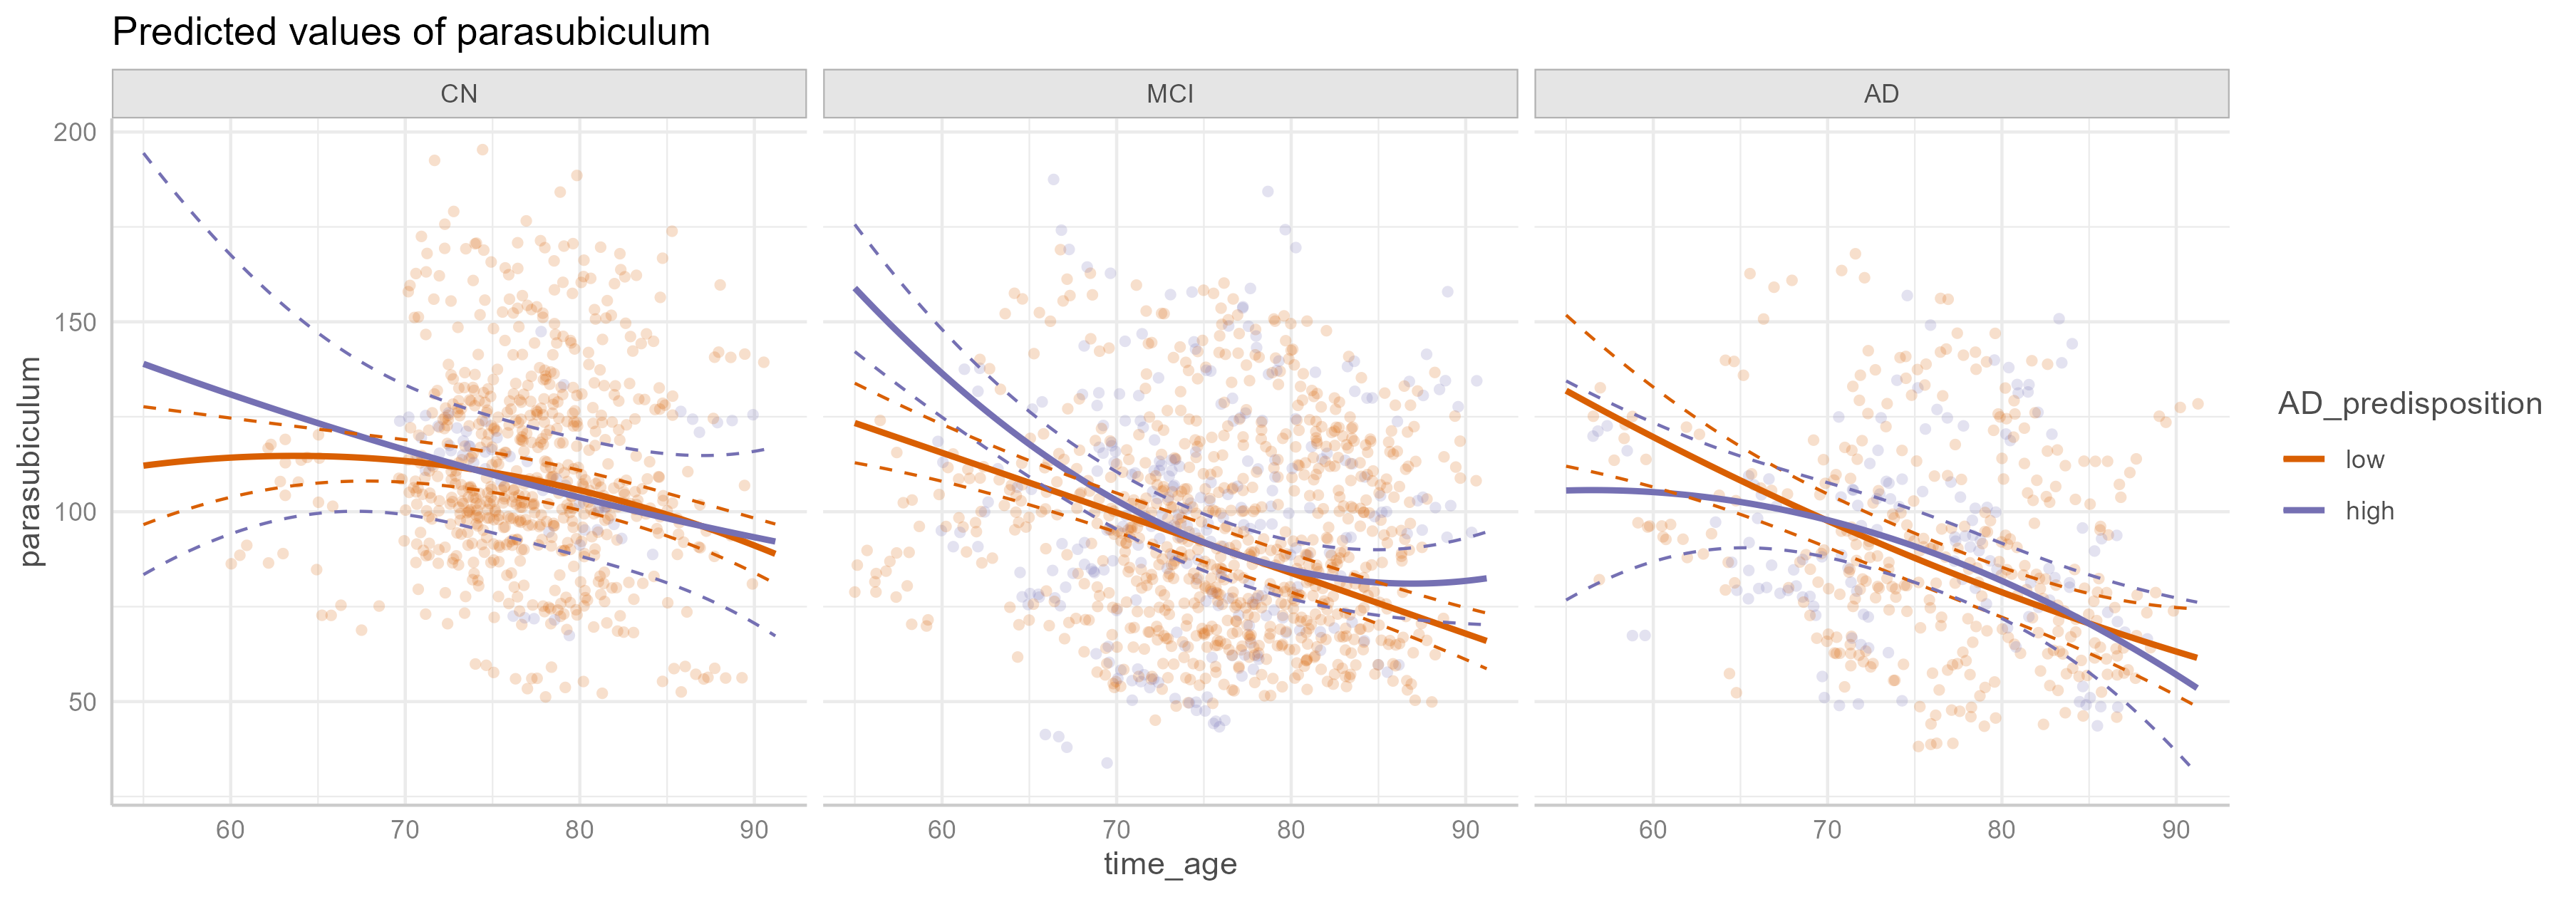 Predicted values of parasubiculum
CN MCI AD
200
150
100
50
parasubiculum
60 70 80 90 60 70 80 90 60 70 80 90
time_age
AD_predisposition
low
high